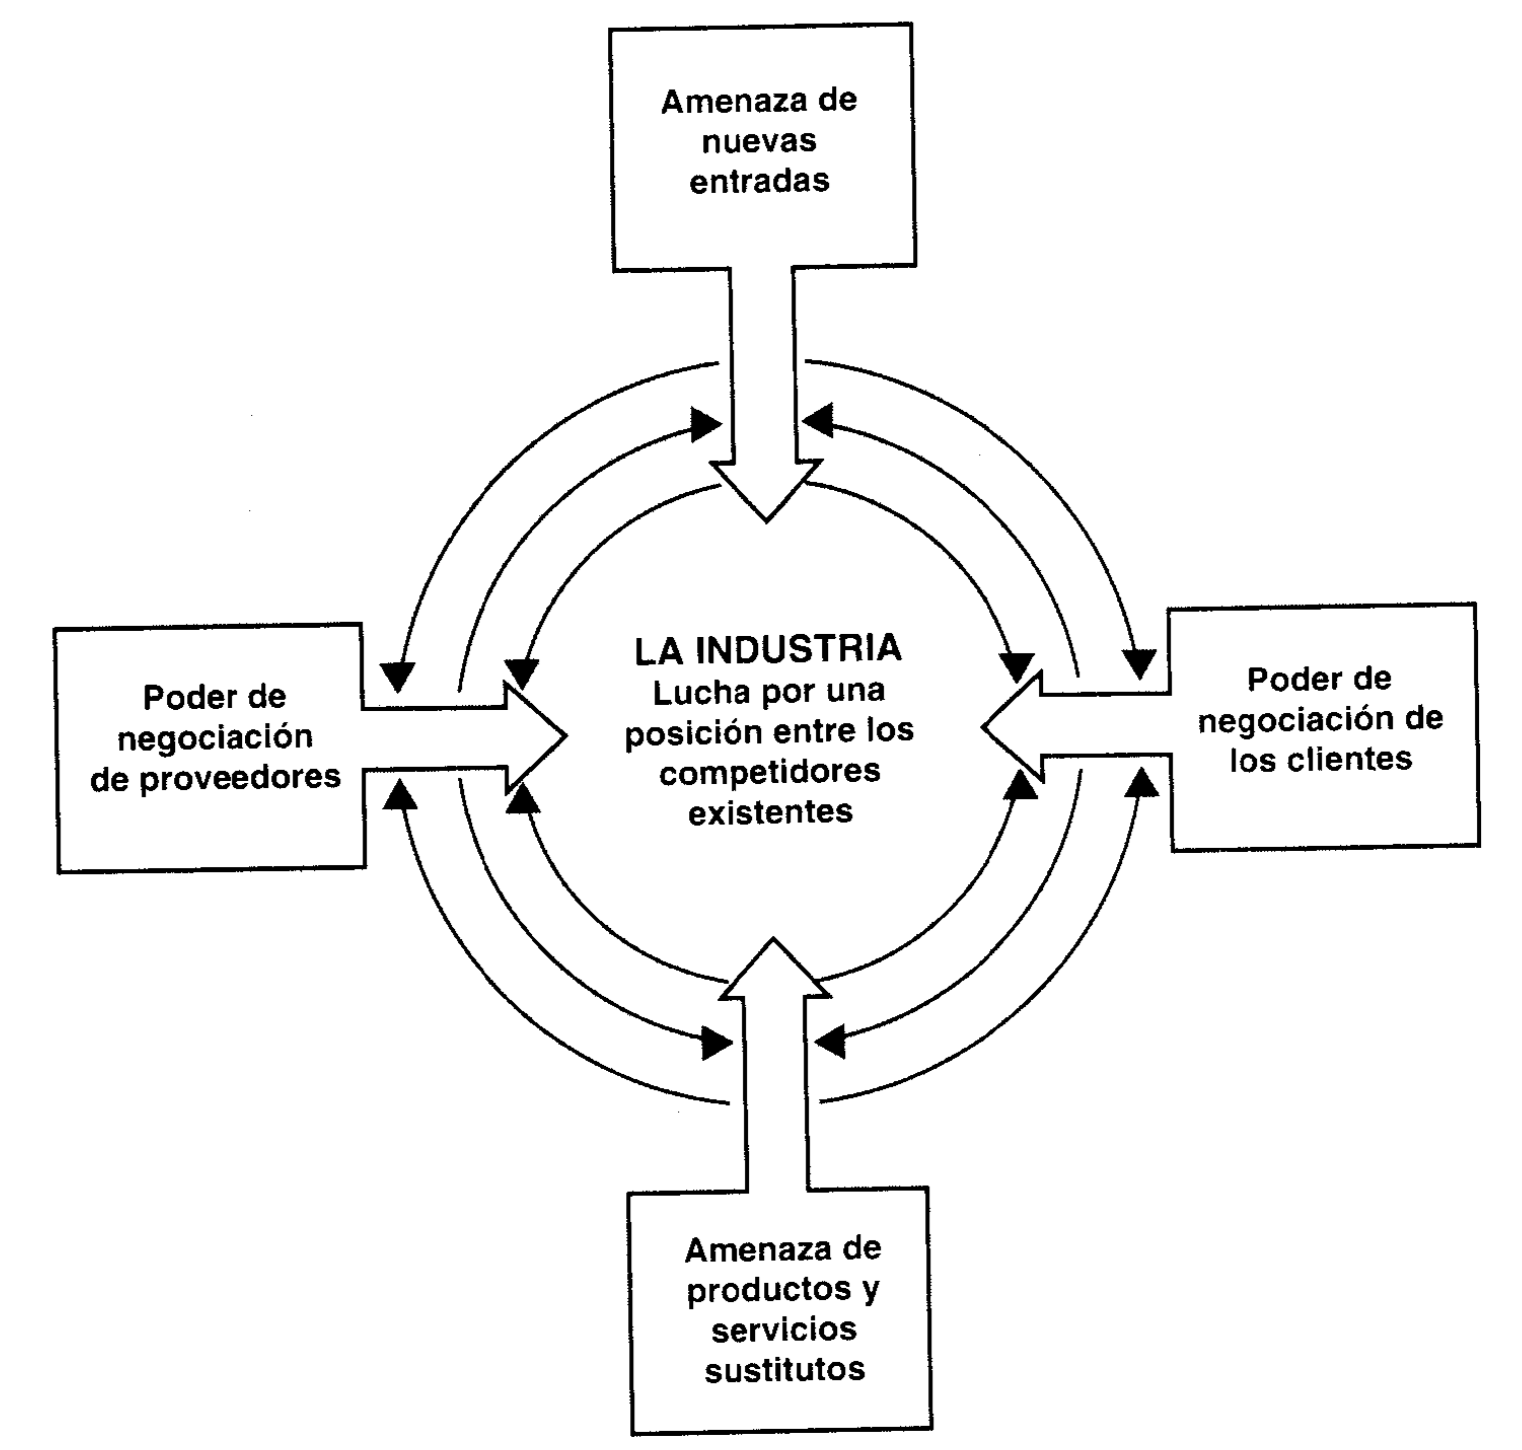 Amenaza de
nuevas
entradas
LA INDUSTRIA
Lucha por una
posición entre los
competidores
existentes
Poder de
negociación
de proveedores
Poder de
negociación de
los clientes
Amenaza de
productos y
servicios
sustitutos